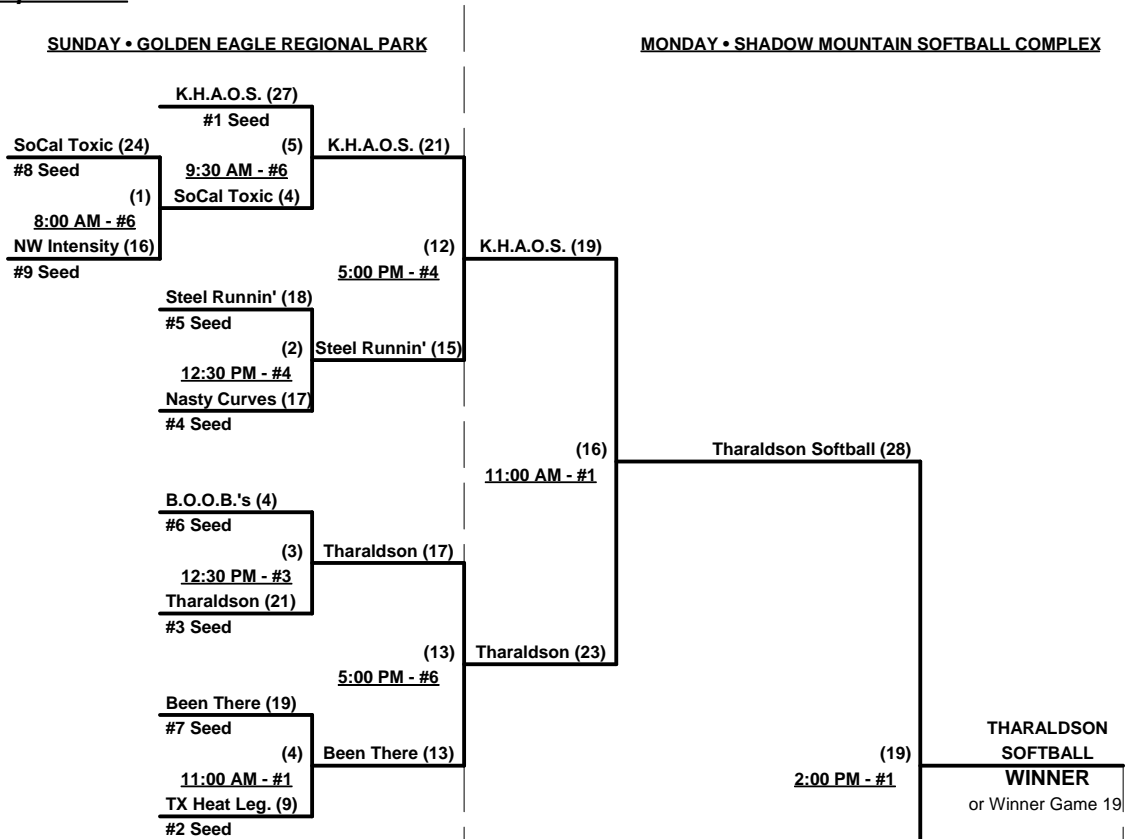 SUNDAY • GOLDEN EAGLE REGIONAL PARK
MONDAY • SHADOW MOUNTAIN SOFTBALL COMPLEX
K.H.A.O.S. (27)
#1 Seed
SoCal Toxic (24)
#8 Seed
(5)
9:30 AM - #6
K.H.A.O.S. (21)
(1)
8:00 AM - #6
SoCal Toxic (4)
NW Intensity (16)
#9 Seed
(12)
5:00 PM - #4
K.H.A.O.S. (19)
Steel Runnin' (18)
#5 Seed
(2)
12:30 PM - #4
Steel Runnin' (15)
Nasty Curves (17)
#4 Seed
(16)
11:00 AM - #1
Tharaldson Softball (28)
B.O.O.B.'s (4)
#6 Seed
(3)
12:30 PM - #3
Tharaldson (17)
Tharaldson (21)
#3 Seed
(13)
5:00 PM - #6
Tharaldson (23)
Been There (19)
#7 Seed
(4)
11:00 AM - #1
Been There (13)
TX Heat Leg. (9)
#2 Seed
(19)
2:00 PM - #1
THARALDSON
SOFTBALL
WINNER
or Winner Game 19